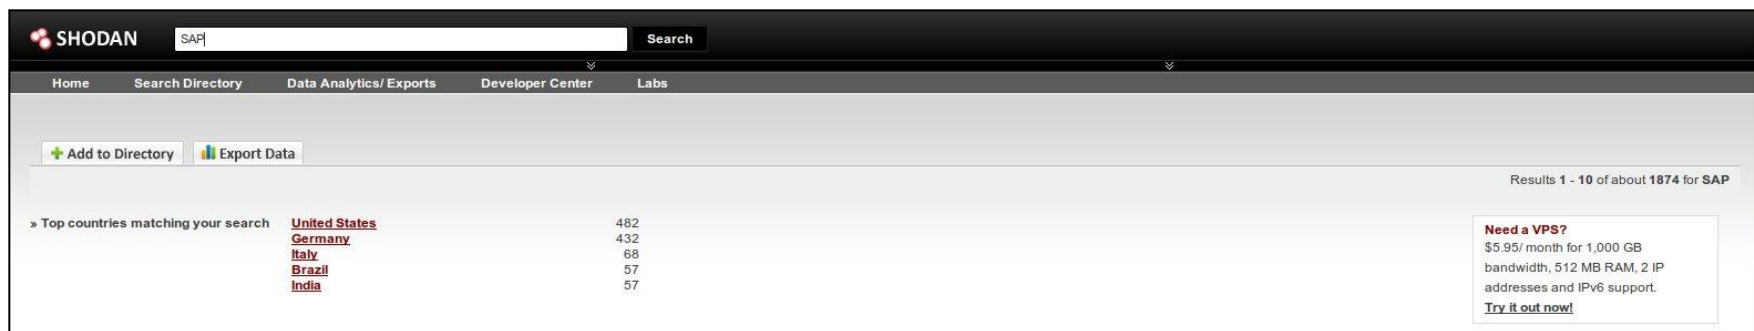 SHODAN SAP Search
Home Search Directory Data Analytics/ Exports Developer Center Labs
Add to Directory Export Data
Results 1 - 10 of about 1874 for SAP
» Top countries matching your search United States 482
Germany 432
Italy 68
Brazil 57
India 57
Need a VPS?
$5.95/ month for 1,000 GB
bandwidth, 512 MB RAM, 2 IP
addresses and IPv6 support.
Try it out now!